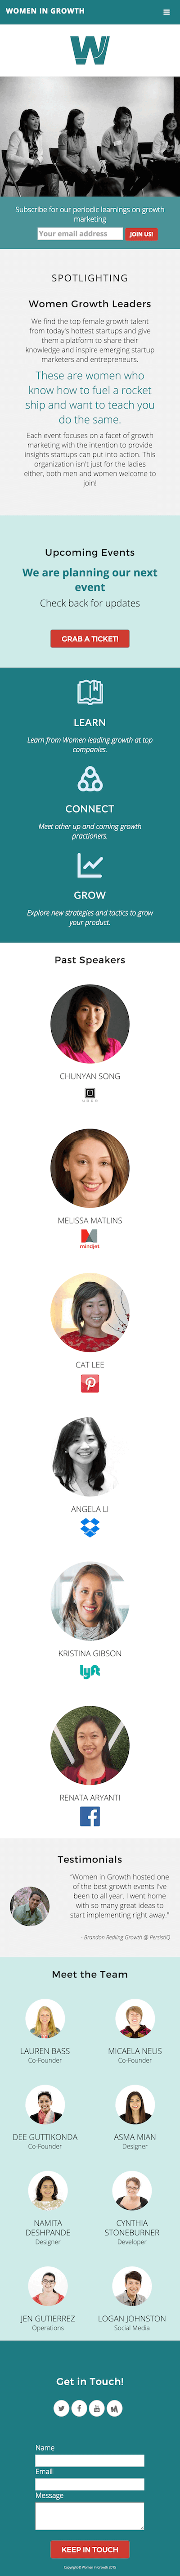 WOMEN IN GROWTH
W
Subscribe for our periodic learnings on growth
marketing
Your email address
JOIN US!
SPOTLIGHTING
Women Growth Leaders
We find the top female growth talent
from today's hottest startups and give
them a platform to share their
knowledge and inspire emerging startup
marketers and entrepreneurs.
These are women who
know how to fuel a rocket
ship and want to teach you
do the same.
Each event focuses on a facet of growth
marketing with the intention to provide
insights startups can put into action. This
organization isn't just for the ladies
either, both men and women welcome to
join!
Upcoming Events
We are planning our next
event
Check back for updates
GRAB A TICKET!
LEARN
Learn from Women leading growth at top
companies.
CONNECT
Meet other up and coming growth
practioners.
GROW
Explore new strategies and tactics to grow
your product.
Past Speakers
CHUNYAN SONG
UBER
MELISSA MATLINS
mindjet
CAT LEE
ANGELA LI
KRISTINA GIBSON
lyft
RENATA ARYANTI
Testimonials
"Women in Growth hosted one
of the best growth events I've
been to all year. I went home
with so many great ideas to
start implementing right away."
- Brandon Redling Growth @ PersistIQ
Meet the Team
LAUREN BASS
Co-Founder
MICAELA NEUS
Co-Founder
DEE GUTTIKONDA
Co-Founder
ASMA MIAN
Designer
NAMITA
DESHPANDE
Designer
CYNTHIA
STONEBURNER
Developer
JEN GUTIERREZ
Operations
LOGAN JOHNSTON
Social Media
Get in Touch!
Name
Email
Message
KEEP IN TOUCH
Copyright © Women in Growth 2015